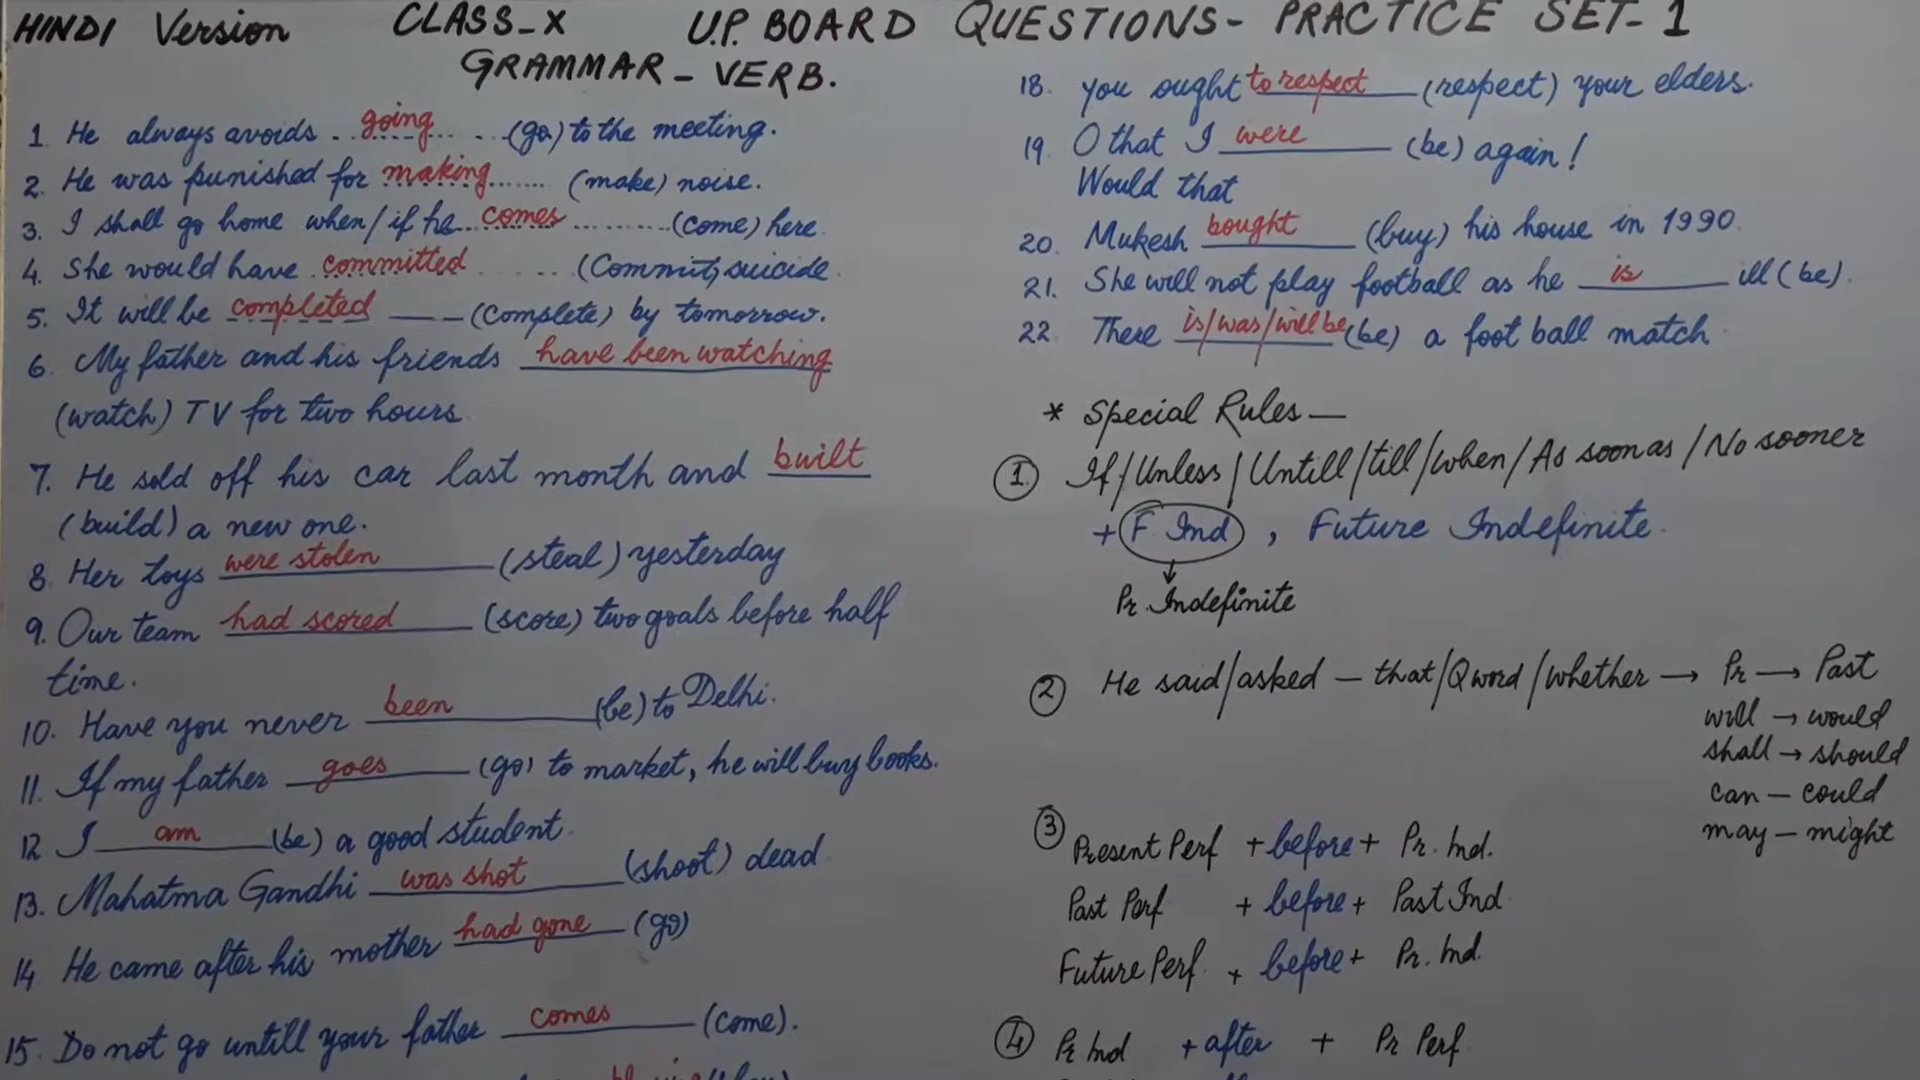 HINDI Version CLASS-X U.P. BOARD QUESTIONS- PRACTICE SET-1
GRAMMAR - VERB.
1. He always avoids ..going.. (go) to the meeting.
2. He was punished for making...... (make) noise.
3. I shall go home when/if he...comes.........(come) here.
4. She would have committed ..... (Commit) suicide
5. It will be completed ___ (Complete) by tomorrow.
6. My father and his friends have been watching
(watch) TV for two hours
7. He sold off his car last month and built
(build) a new one.
8. Her toys were stolen (steal) yesterday
9. Our team had scored (score) two goals before half
time.
10. Have you never been (be) to Delhi.
11. If my father goes (go) to market, he will buy books.
12 I am (be) a good student.
13. Mahatma Gandhi was shot (shoot) dead
14. He came after his mother had gone (go)
15. Do not go untill your father comes (come).
18. you ought to respect (respect) your elders.
19. O that I were (be) again!
Would that
20. Mukesh bought (buy) his house in 1990.
21. She will not play football as he is ill (be).
22. There is/was/will be (be) a foot ball match
* Special Rules —
① If/Unless/Untill/till/when/As soon as/No sooner
+ F. Ind , Future Indefinite.
↓
Pr. Indefinite
② He said/asked — that/Qword/whether → Pr → Past
will → would
shall → should
can – could
may – might
③ Present Perf + before + Pr. Ind.
Past Perf + before + Past Ind
Future Perf. + before + Pr. Ind.
④ Pr Ind + after + Pr Perf